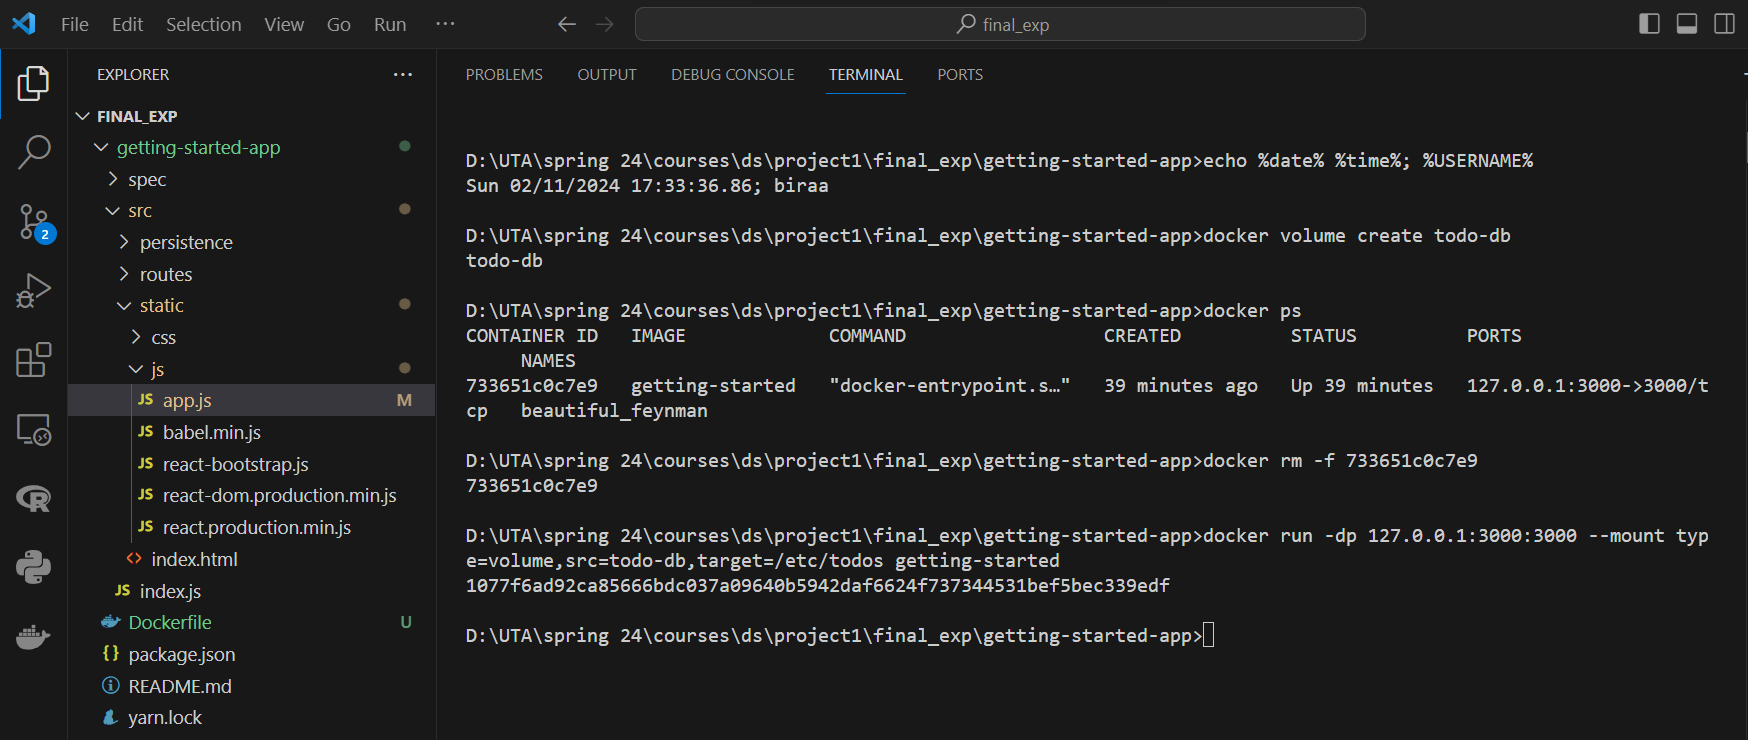 File Edit Selection View Go Run ···
final_exp
EXPLORER ···
FINAL_EXP
getting-started-app
spec
src
persistence
routes
static
css
js
JS app.js M
JS babel.min.js
JS react-bootstrap.js
JS react-dom.production.min.js
JS react.production.min.js
<> index.html
JS index.js
Dockerfile U
{} package.json
README.md
yarn.lock
2
R
PROBLEMS OUTPUT DEBUG CONSOLE TERMINAL PORTS
D:\UTA\spring 24\courses\ds\project1\final_exp\getting-started-app>echo %date% %time%; %USERNAME%
Sun 02/11/2024 17:33:36.86; biraa
D:\UTA\spring 24\courses\ds\project1\final_exp\getting-started-app>docker volume create todo-db
todo-db
D:\UTA\spring 24\courses\ds\project1\final_exp\getting-started-app>docker ps
CONTAINER ID IMAGE COMMAND CREATED STATUS PORTS
NAMES
733651c0c7e9 getting-started "docker-entrypoint.s…" 39 minutes ago Up 39 minutes 127.0.0.1:3000->3000/t
cp beautiful_feynman
D:\UTA\spring 24\courses\ds\project1\final_exp\getting-started-app>docker rm -f 733651c0c7e9
733651c0c7e9
D:\UTA\spring 24\courses\ds\project1\final_exp\getting-started-app>docker run -dp 127.0.0.1:3000:3000 --mount typ
e=volume,src=todo-db,target=/etc/todos getting-started
1077f6ad92ca85666bdc037a09640b5942daf6624f737344531bef5bec339edf
D:\UTA\spring 24\courses\ds\project1\final_exp\getting-started-app>